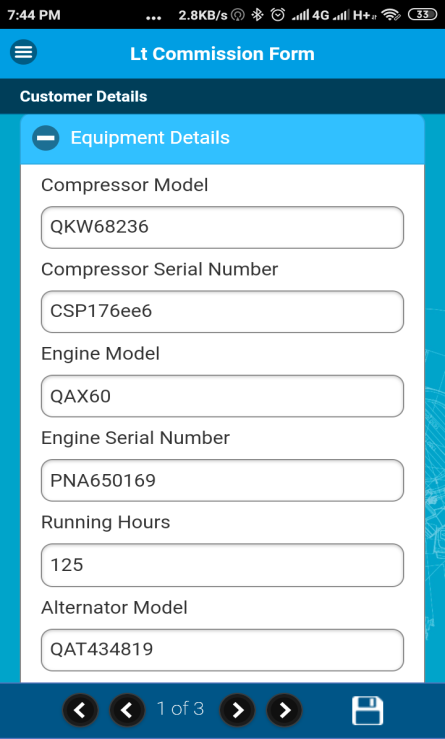 7:44 PM ... 2.8KB/s 4G H+ 33
Lt Commission Form
Customer Details
Equipment Details
Compressor Model
QKW68236
Compressor Serial Number
CSP176ee6
Engine Model
QAX60
Engine Serial Number
PNA650169
Running Hours
125
Alternator Model
QAT434819
1 of 3